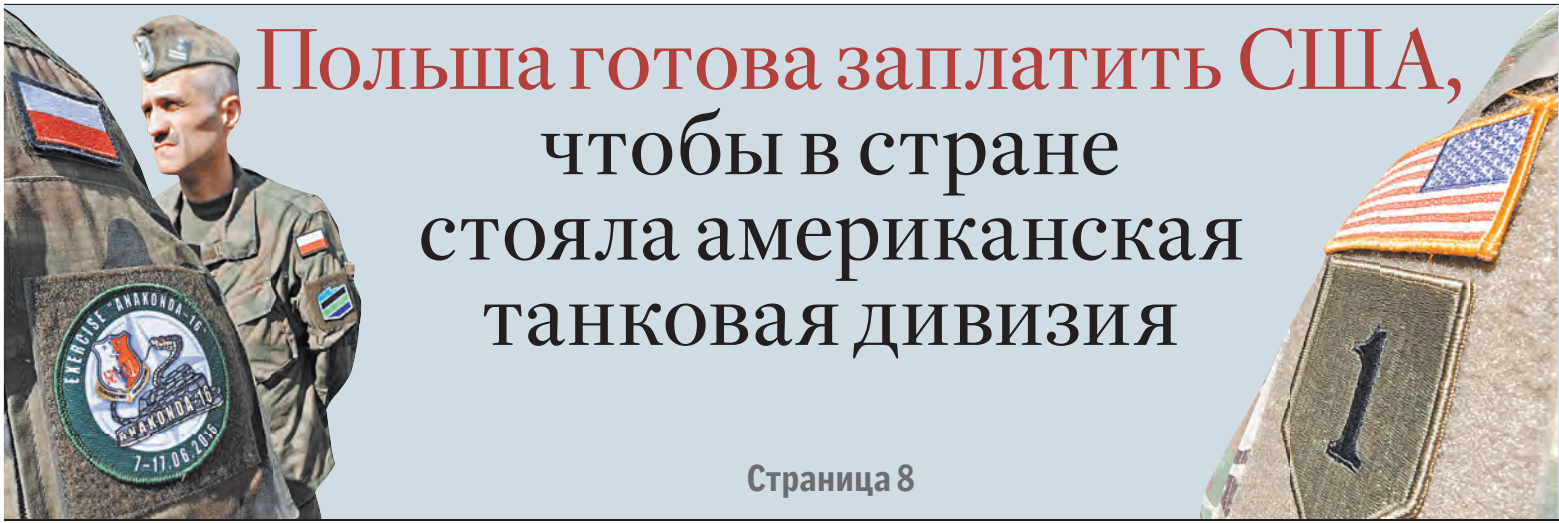 Польша готова заплатить США,
чтобы в стране
стояла американская
танковая дивизия
Страница 8
EXERCISE "ANAKONDA-16"
ANAKONDA-16
7-17.06.2016
1